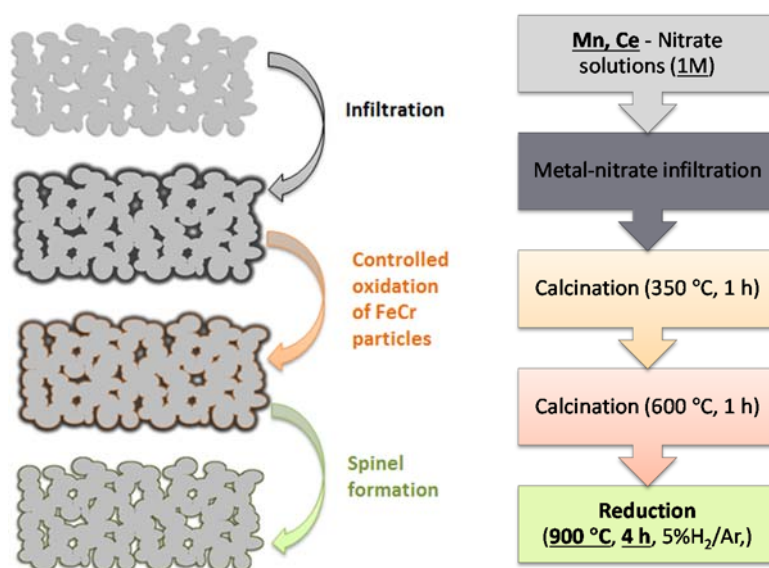 Infiltration
Controlled
oxidation
of FeCr
particles
Spinel
formation
Mn, Ce - Nitrate
solutions (1M)
Metal-nitrate infiltration
Calcination (350 °C, 1 h)
Calcination (600 °C, 1 h)
Reduction
(900 °C, 4 h, 5%H₂/Ar,)